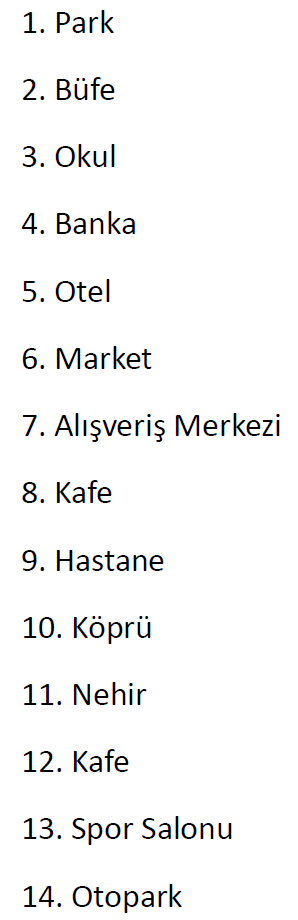 1. Park
2. Büfe
3. Okul
4. Banka
5. Otel
6. Market
7. Alışveriş Merkezi
8. Kafe
9. Hastane
10. Köprü
11. Nehir
12. Kafe
13. Spor Salonu
14. Otopark